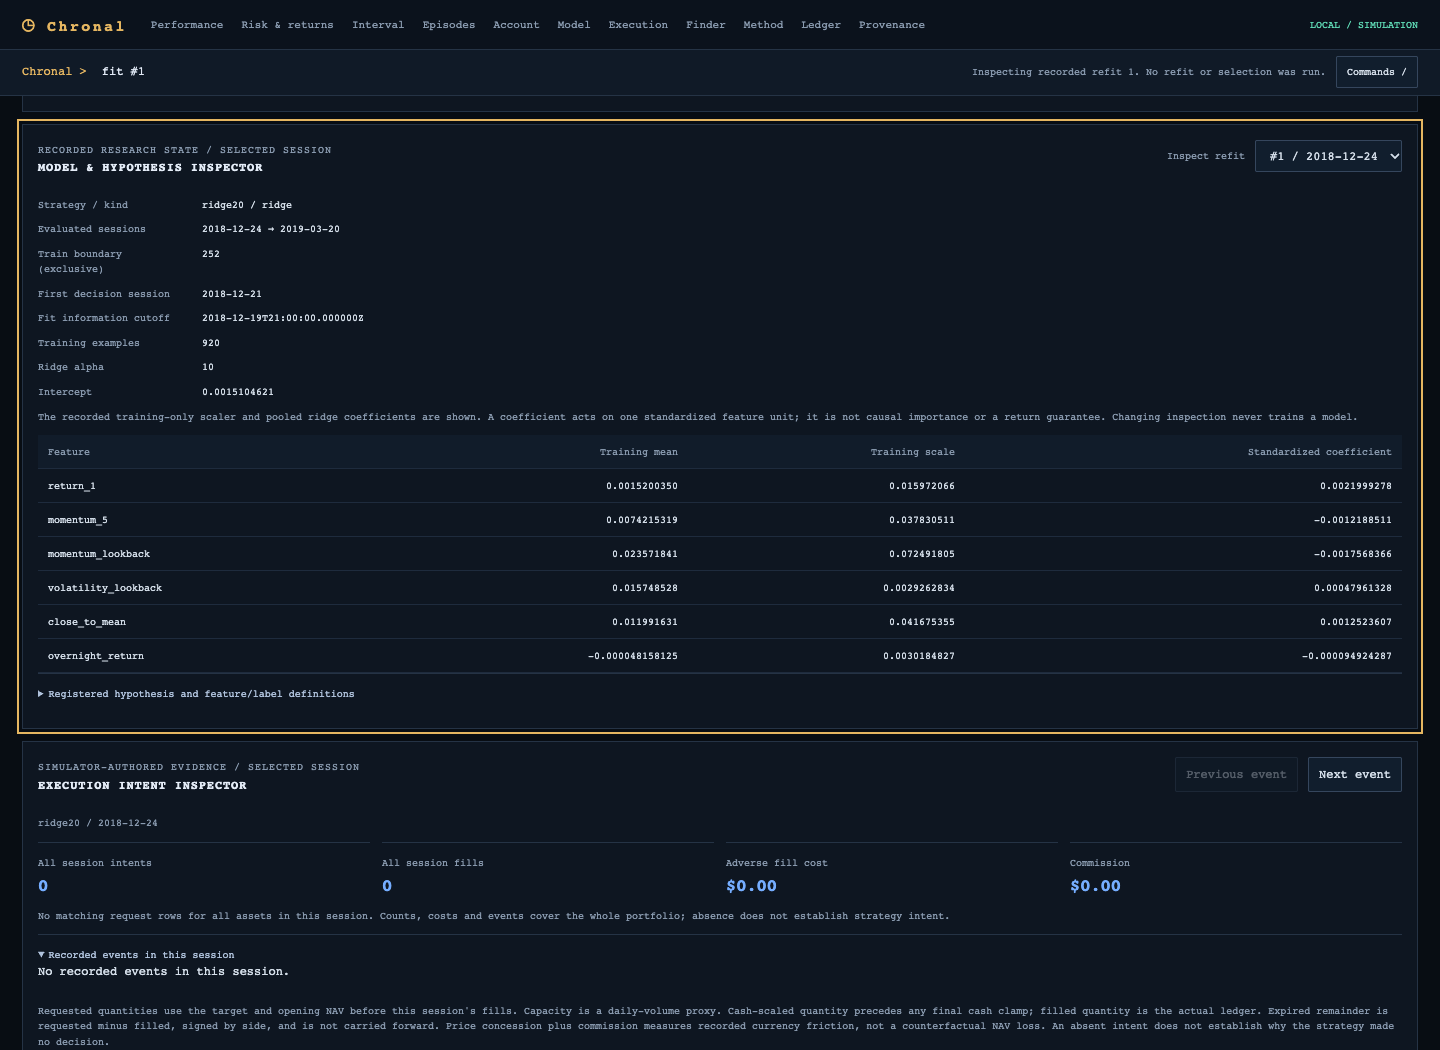 Chronal Performance Risk & returns Interval Episodes Account Model Execution Finder Method Ledger Provenance LOCAL / SIMULATION
Chronal > fit #1 Inspecting recorded refit 1. No refit or selection was run. Commands /
RECORDED RESEARCH STATE / SELECTED SESSION
MODEL & HYPOTHESIS INSPECTOR
Inspect refit #1 / 2018-12-24
Strategy / kind ridge20 / ridge
Evaluated sessions 2018-12-24 → 2019-03-20
Train boundary (exclusive) 252
First decision session 2018-12-21
Fit information cutoff 2018-12-19T21:00:00.000000Z
Training examples 920
Ridge alpha 10
Intercept 0.0015104621
The recorded training-only scaler and pooled ridge coefficients are shown. A coefficient acts on one standardized feature unit; it is not causal importance or a return guarantee. Changing inspection never trains a model.
Feature Training mean Training scale Standardized coefficient
return_1 0.0015200350 0.015972066 0.0021999278
momentum_5 0.0074215319 0.037830511 -0.0012188511
momentum_lookback 0.023571841 0.072491805 -0.0017568366
volatility_lookback 0.015748528 0.0029262834 0.00047961328
close_to_mean 0.011991631 0.041675355 0.0012523607
overnight_return -0.000048158125 0.0030184827 -0.000094924287
▶ Registered hypothesis and feature/label definitions
SIMULATOR-AUTHORED EVIDENCE / SELECTED SESSION
EXECUTION INTENT INSPECTOR
Previous event Next event
ridge20 / 2018-12-24
All session intents All session fills Adverse fill cost Commission
0 0 $0.00 $0.00
No matching request rows for all assets in this session. Counts, costs and events cover the whole portfolio; absence does not establish strategy intent.
▼ Recorded events in this session
No recorded events in this session.
Requested quantities use the target and opening NAV before this session's fills. Capacity is a daily-volume proxy. Cash-scaled quantity precedes any final cash clamp; filled quantity is the actual ledger. Expired remainder is
requested minus filled, signed by side, and is not carried forward. Price concession plus commission measures recorded currency friction, not a counterfactual NAV loss. An absent intent does not establish why the strategy made
no decision.